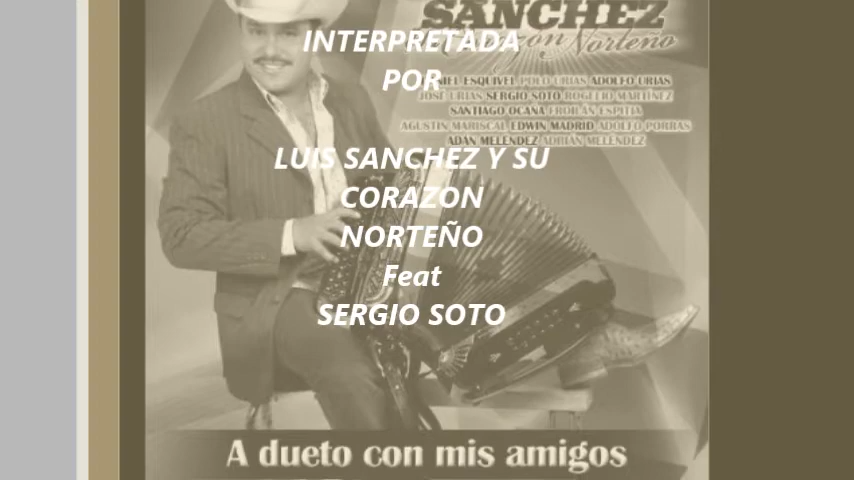 SANCHEZ
INTERPRETADA
Corazon Norteño
POR
ESQUIVEL POLO URIAS ADOLFO URIAS
JOSE URIAS SERGIO SOTO ROGELIO MARTINEZ
SANTIAGO OCAÑA FROILAN ESPITIA
AGUSTIN MARISCAL EDWIN MADRID ADOLFO PORRAS
ADAN MELENDEZ ADRIAN MELENDEZ
LUIS SANCHEZ Y SU
CORAZON
NORTEÑO
Feat
SERGIO SOTO
A dueto con mis amigos